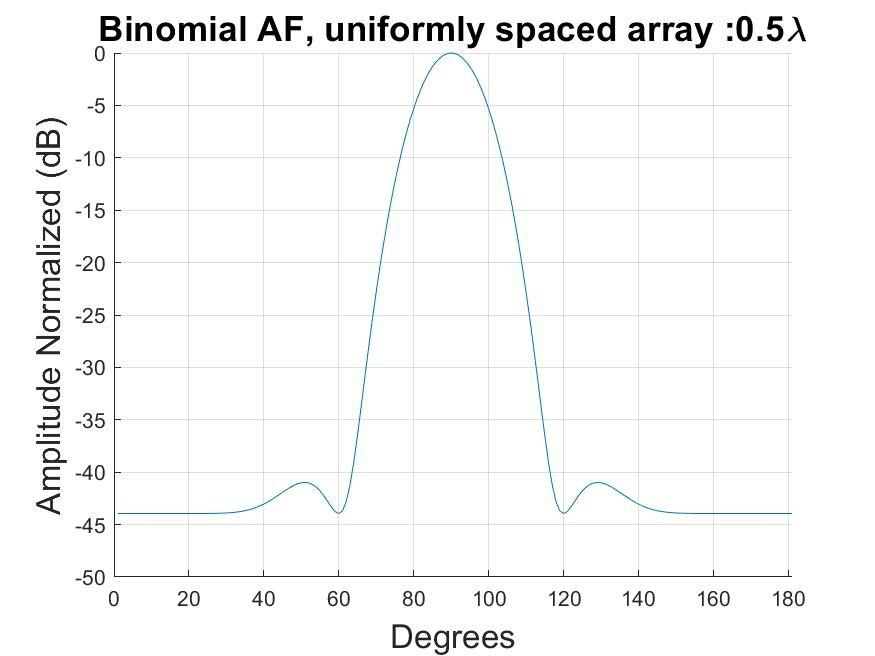 Binomial AF, uniformly spaced array :0.5λ
Amplitude Normalized (dB)
0
-5
-10
-15
-20
-25
-30
-35
-40
-45
-50
0 20 40 60 80 100 120 140 160 180
Degrees